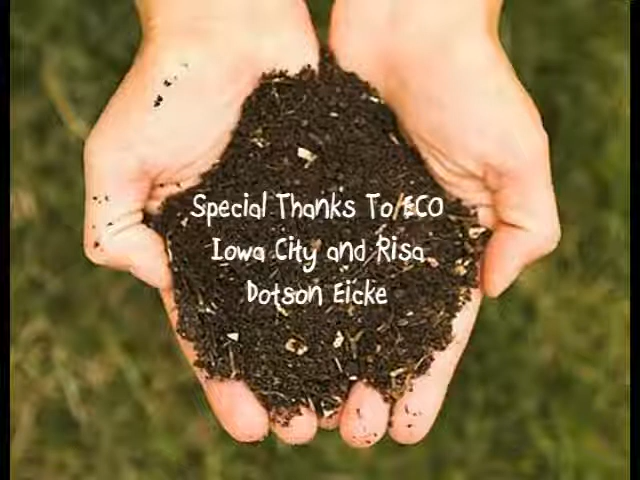 Special Thanks To ECO
Iowa City and Risa
Dotson Eicke